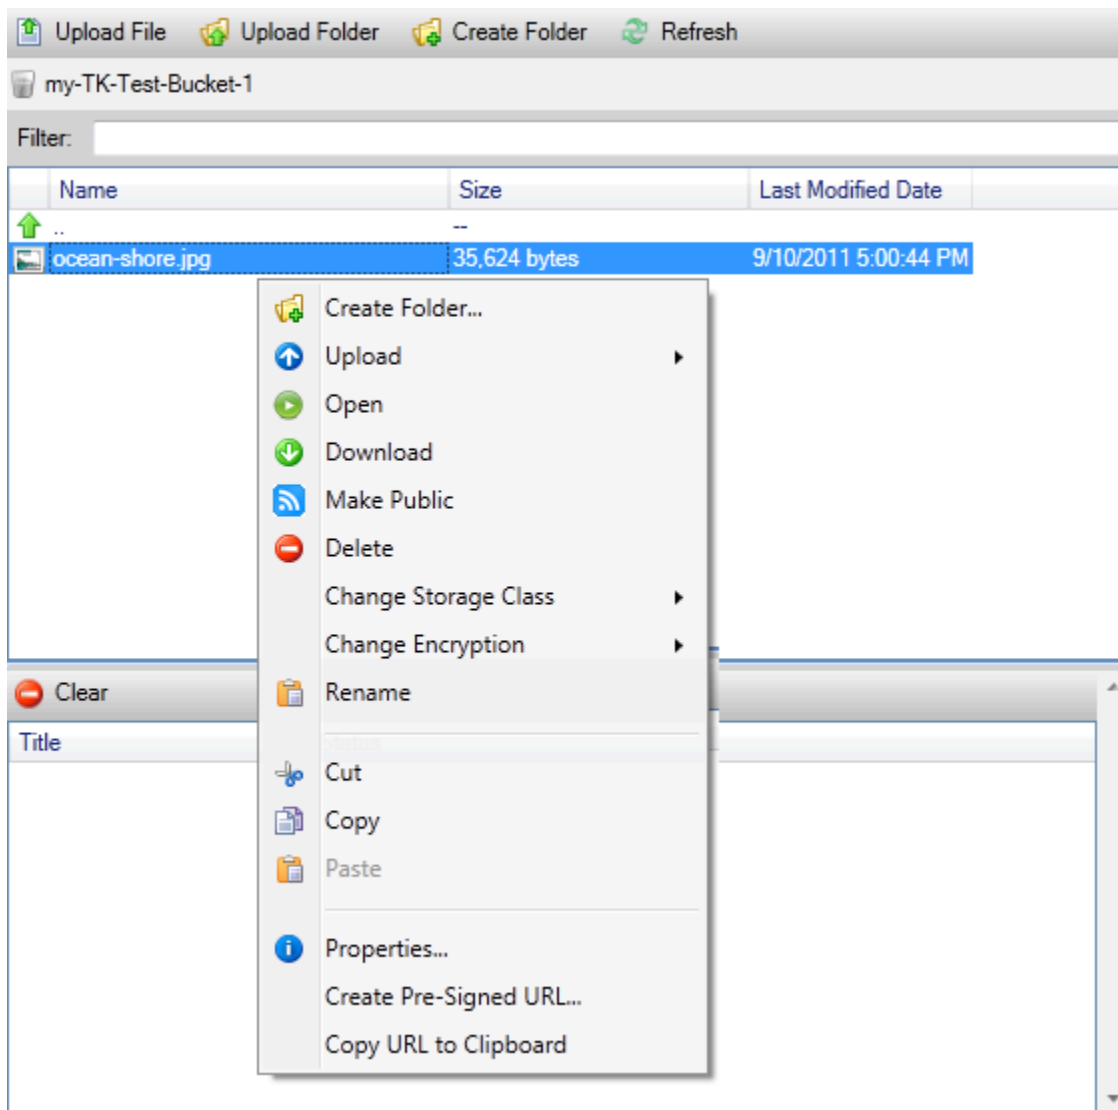 Upload File Upload Folder Create Folder Refresh
my-TK-Test-Bucket-1
Filter:
Name Size Last Modified Date
.. --
ocean-shore.jpg 35,624 bytes 9/10/2011 5:00:44 PM
Create Folder...
Upload
Open
Download
Make Public
Delete
Change Storage Class
Change Encryption
Clear Rename
Title Status
Cut
Copy
Paste
Properties...
Create Pre-Signed URL...
Copy URL to Clipboard